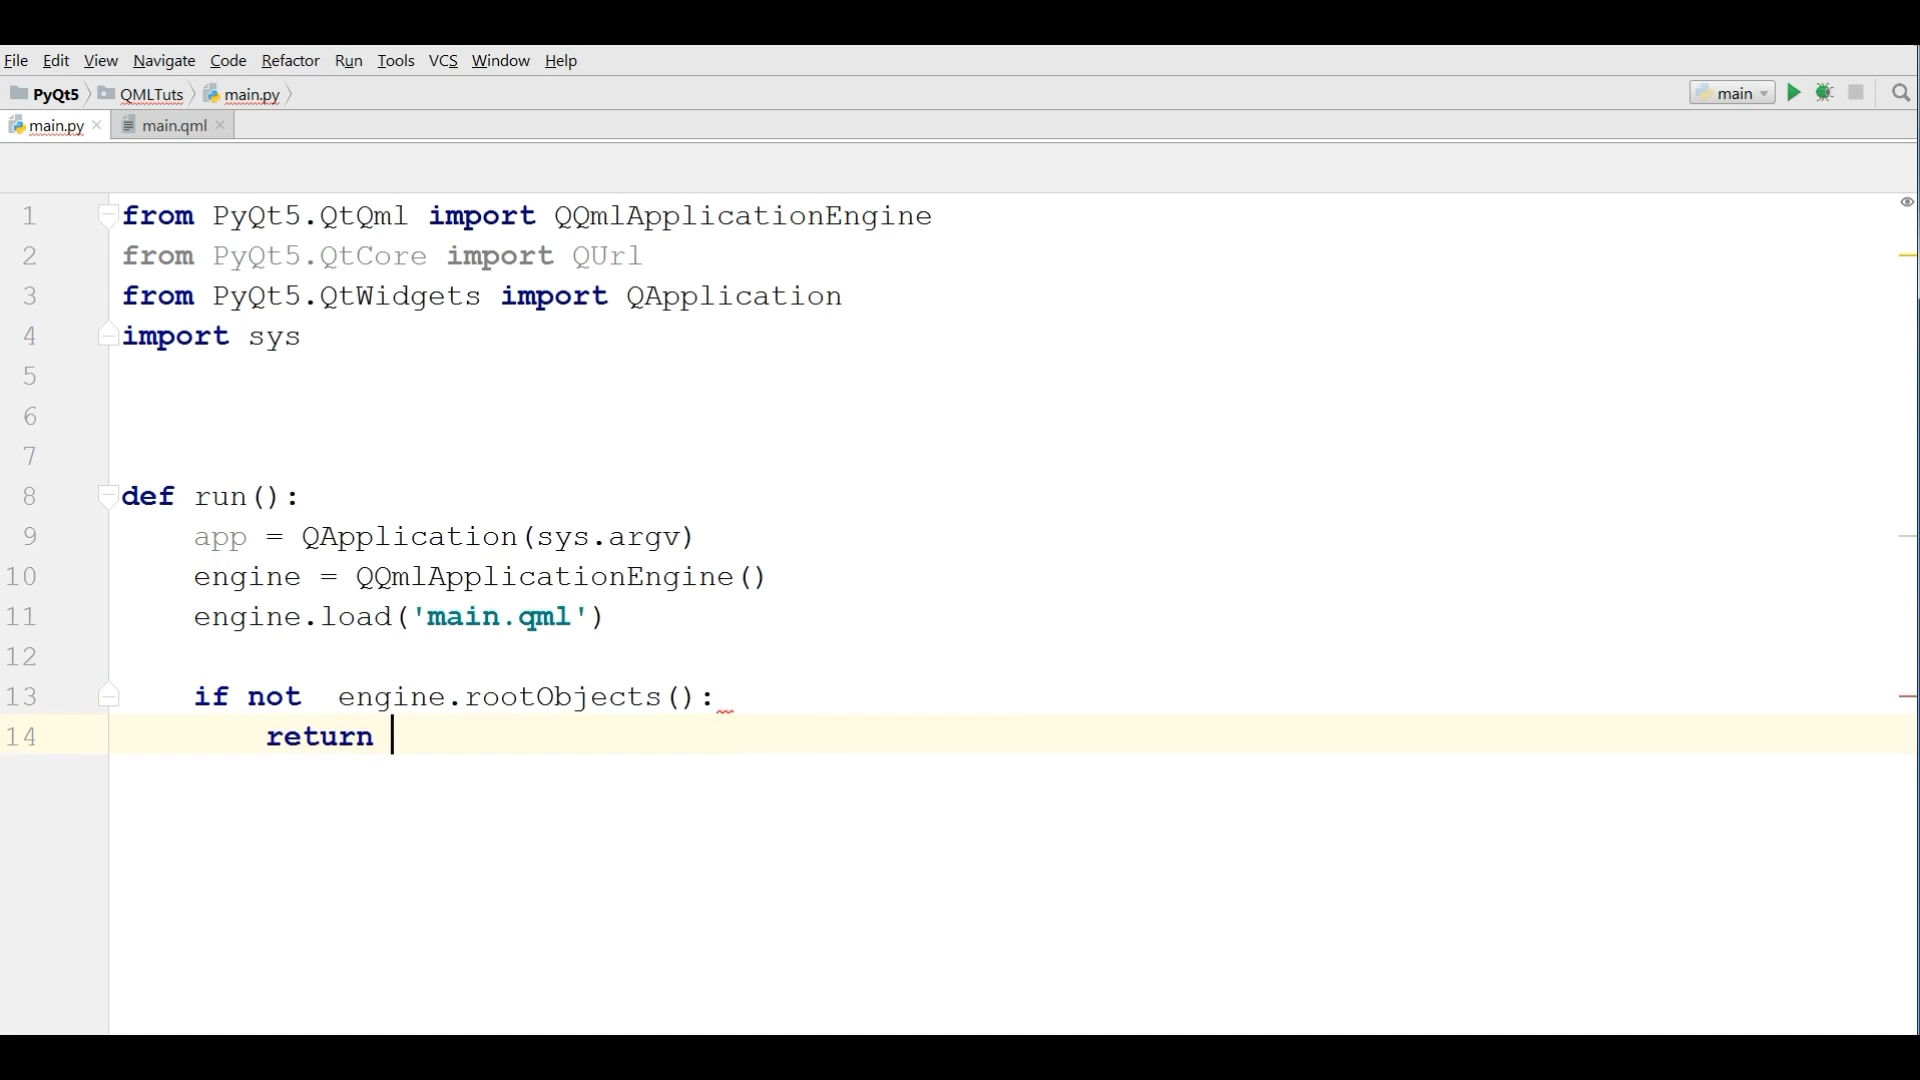 File Edit View Navigate Code Refactor Run Tools VCS Window Help
PyQt5 QMLTuts main.py main
main.py main.qml
1 from PyQt5.QtQml import QQmlApplicationEngine
2 from PyQt5.QtCore import QUrl
3 from PyQt5.QtWidgets import QApplication
4 import sys
5
6
7
8 def run():
9     app = QApplication(sys.argv)
10     engine = QQmlApplicationEngine()
11     engine.load('main.qml')
12
13     if not  engine.rootObjects():
14         return